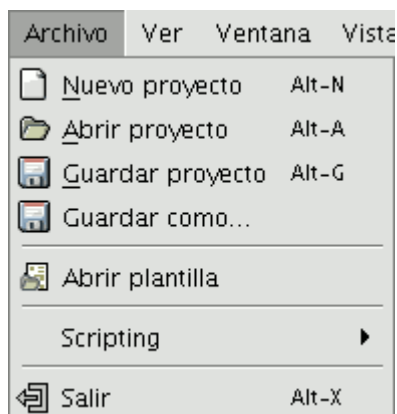 Archivo Ver Ventana Vista
Nuevo proyecto Alt-N
Abrir proyecto Alt-A
Guardar proyecto Alt-G
Guardar como...
Abrir plantilla
Scripting
Salir Alt-X